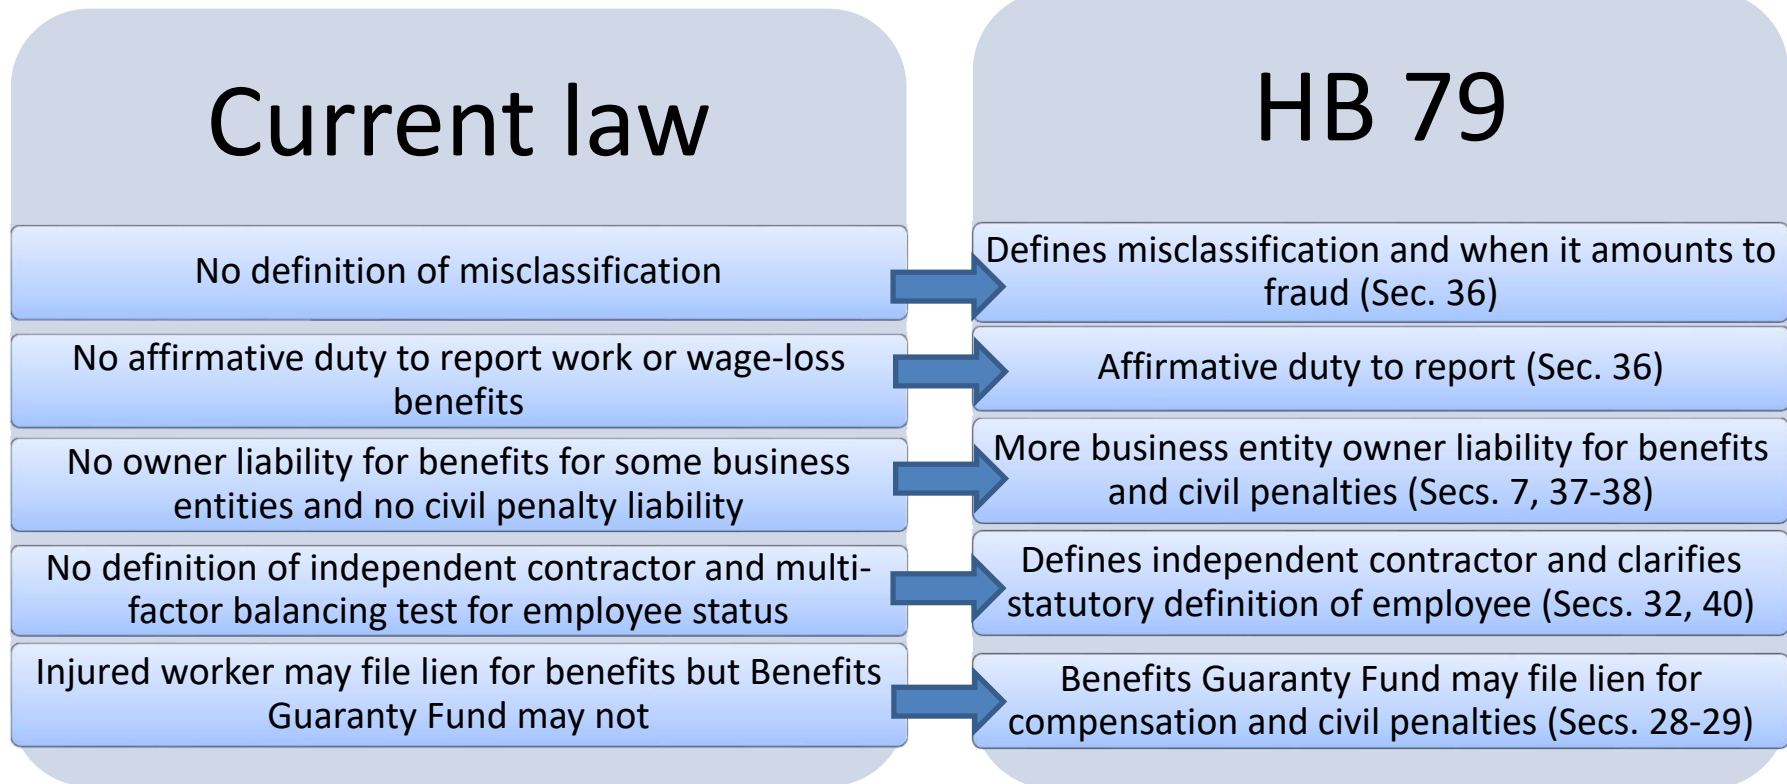 Current law
No definition of misclassification
No affirmative duty to report work or wage-loss
benefits
No owner liability for benefits for some business
entities and no civil penalty liability
No definition of independent contractor and multi-
factor balancing test for employee status
Injured worker may file lien for benefits but Benefits
Guaranty Fund may not
HB 79
Defines misclassification and when it amounts to
fraud (Sec. 36)
Affirmative duty to report (Sec. 36)
More business entity owner liability for benefits
and civil penalties (Secs. 7, 37-38)
Defines independent contractor and clarifies
statutory definition of employee (Secs. 32, 40)
Benefits Guaranty Fund may file lien for
compensation and civil penalties (Secs. 28-29)